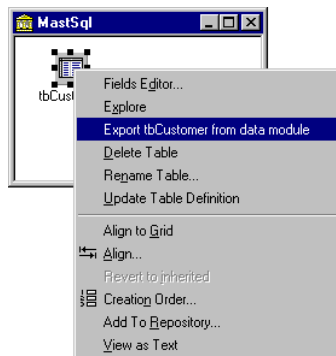 MastSql
tbCust
Fields Editor...
Explore
Export tbCustomer from data module
Delete Table
Rename Table...
Update Table Definition
Align to Grid
Align...
Revert to inherited
Creation Order...
Add To Repository...
View as Text